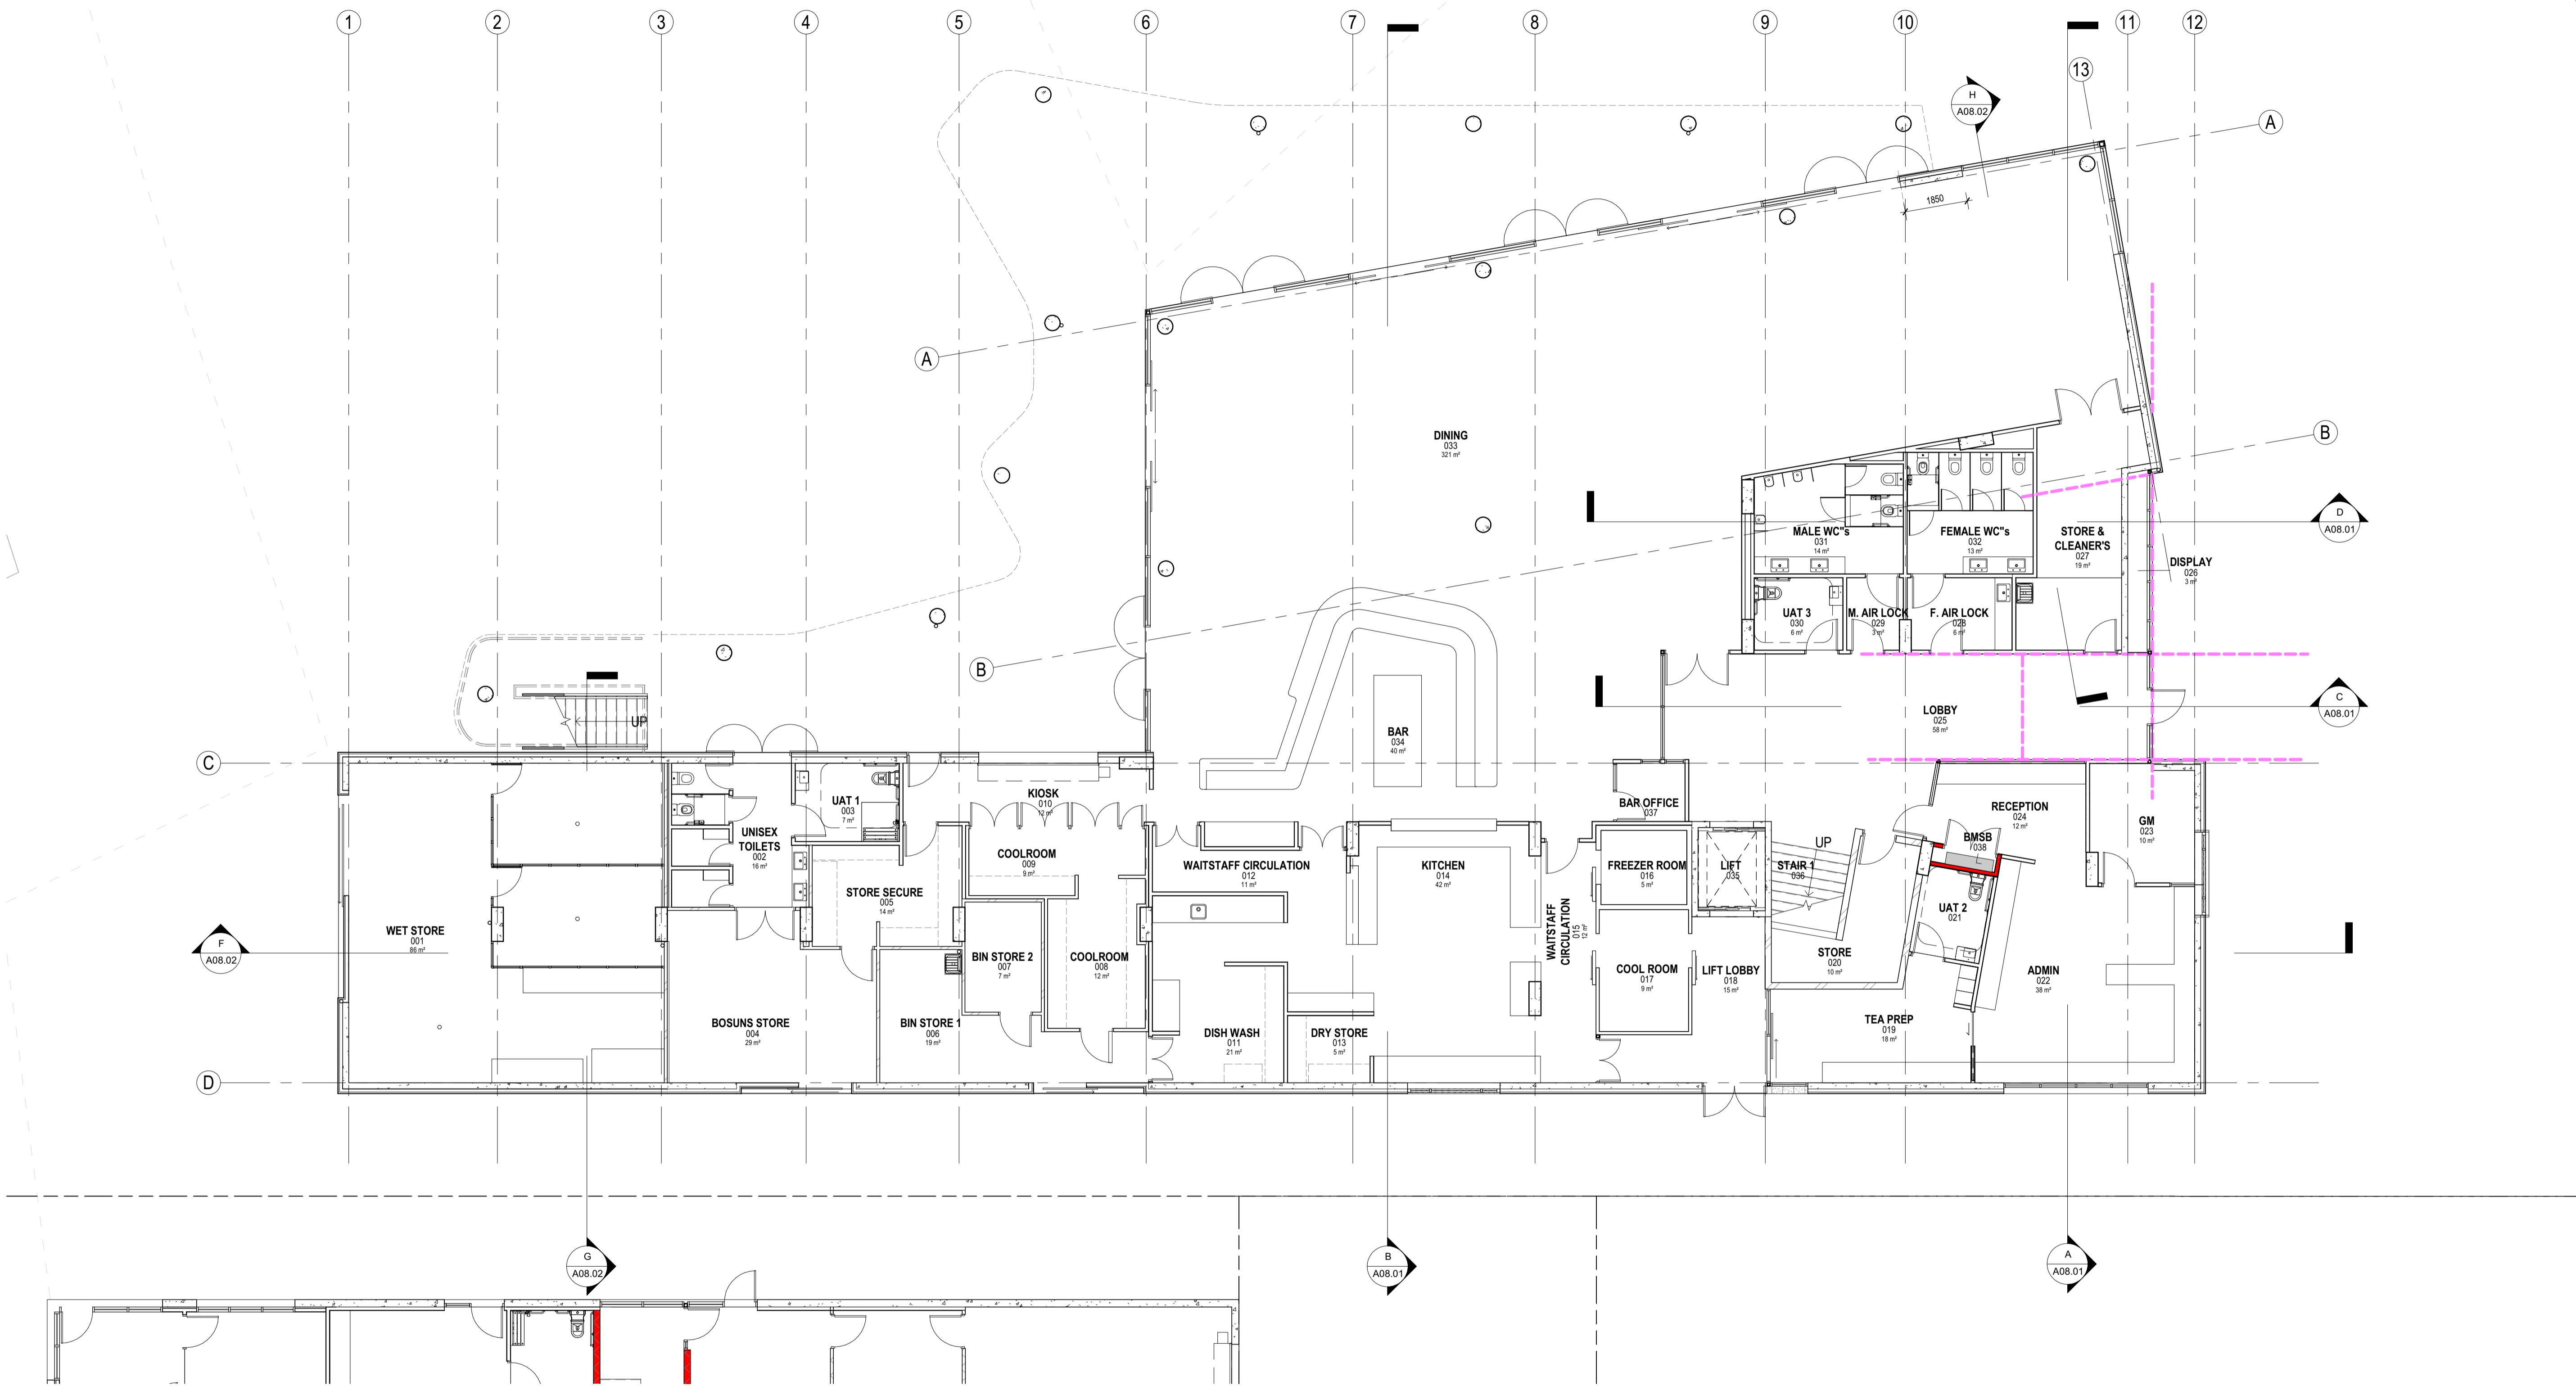 1
2
3
4
5
6
7
8
9
10
11
12
13
H
A08.02
A
1850
A
B
B
DINING
033
321 m²
MALE WC"s
031
14 m²
FEMALE WC"s
032
13 m²
STORE &
CLEANER'S
027
19 m²
D
A08.01
DISPLAY
026
3 m²
UAT 3
030
6 m²
M. AIR LOCK
029
3 m²
F. AIR LOCK
028
6 m²
C
A08.01
LOBBY
025
58 m²
UP
BAR
034
40 m²
C
UAT 1
003
7 m²
KIOSK
010
12 m²
BAR OFFICE
037
RECEPTION
024
12 m²
GM
023
10 m²
BMSB
038
UNISEX
TOILETS
002
16 m²
COOLROOM
009
9 m²
WAITSTAFF CIRCULATION
012
11 m²
KITCHEN
014
42 m²
FREEZER ROOM
016
5 m²
LIFT
035
STAIR 1
036
UP
STORE SECURE
005
14 m²
UAT 2
021
WET STORE
001
86 m²
F
A08.02
BIN STORE 2
007
7 m²
COOLROOM
008
12 m²
WAITSTAFF
CIRCULATION
015
12 m²
COOL ROOM
017
9 m²
LIFT LOBBY
018
15 m²
STORE
020
10 m²
ADMIN
022
38 m²
BOSUNS STORE
004
29 m²
BIN STORE 1
006
19 m²
DISH WASH
011
21 m²
DRY STORE
013
5 m²
TEA PREP
019
18 m²
D
G
A08.02
B
A08.01
A
A08.01